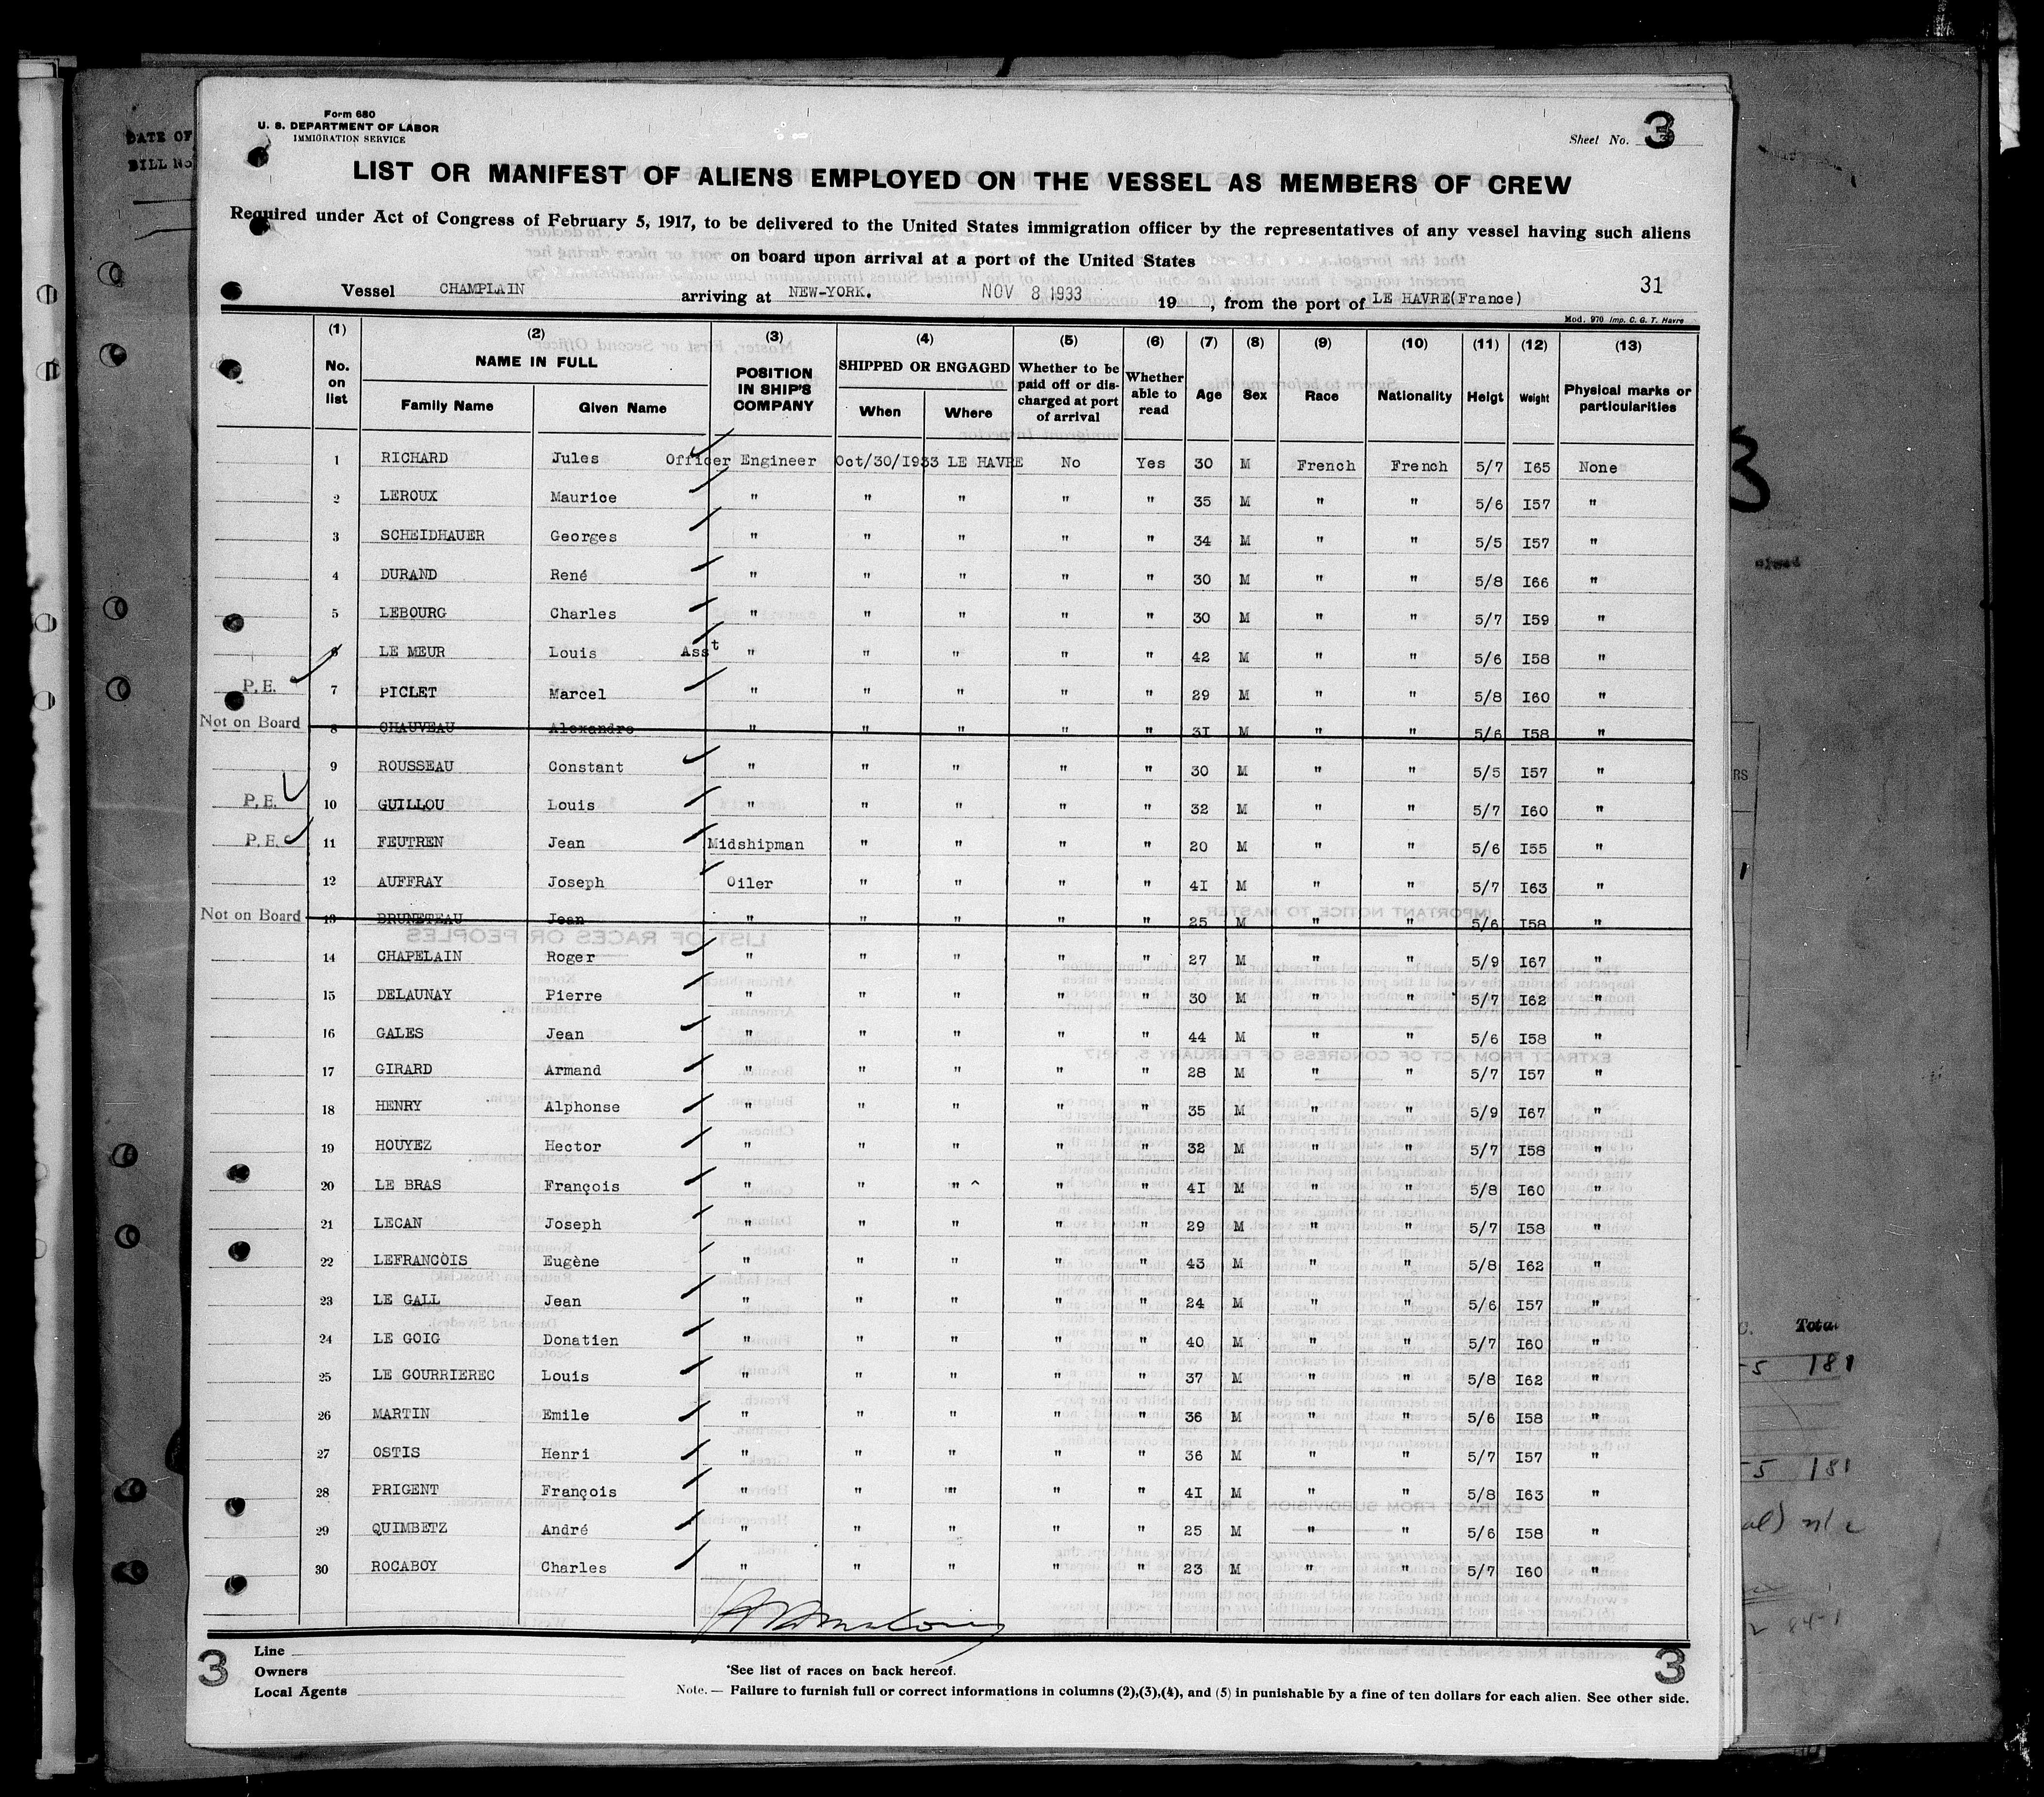 DATE OF
BILL No
Form 680
U. S. DEPARTMENT OF LABOR
IMMIGRATION SERVICE
Sheet No. 3
LIST OR MANIFEST OF ALIENS EMPLOYED ON THE VESSEL AS MEMBERS OF CREW
Required under Act of Congress of February 5, 1917, to be delivered to the United States immigration officer by the representatives of any vessel having such aliens
on board upon arrival at a port of the United States
31
Vessel CHAMPLAIN arriving at NEW-YORK. NOV 8 1933 19 , from the port of LE HAVRE(France)
Mod. 970 Imp. C. G. T. Havre
(1) (2) (3) (4) (5) (6) (7) (8) (9) (10) (11) (12) (13)
No. on list NAME IN FULL Family Name Given Name POSITION IN SHIP'S COMPANY SHIPPED OR ENGAGED When Where Whether to be paid off or discharged at port of arrival Whether able to read Age Sex Race Nationality Heigt Weight Physical marks or particularities
1 RICHARD Jules Officer Engineer Oct/30/I933 LE HAVRE No Yes 30 M French French 5/7 I65 None
2 LEROUX Maurice " " " " " 35 M " " 5/6 I57 "
3 SCHEIDHAUER Georges " " " " " 34 M " " 5/5 I57 "
4 DURAND René " " " " " 30 M " " 5/8 I66 "
5 LEBOURG Charles " " " " " 30 M " " 5/7 I59 "
6 LE MEUR Louis Asst " " " " " 42 M " " 5/6 I58 "
P.E. 7 PICLET Marcel " " " " " 29 M " " 5/8 I60 "
Not on Board 8 CHAUVEAU Alexandre " " " " " 3I M " " 5/6 I58 "
9 ROUSSEAU Constant " " " " " 30 M " " 5/5 I57 "
P.E. 10 GUILLOU Louis " " " " " 32 M " " 5/7 I60 "
P.E. 11 FEUTREN Jean Midshipman " " " " 20 M " " 5/6 I55 "
12 AUFFRAY Joseph Oiler " " " " 4I M " " 5/7 I63 "
Not on Board 13 BRUNETEAU Jean " " " " " 25 M " " 5/6 I58 "
14 CHAPELAIN Roger " " " " " 27 M " " 5/9 I67 "
15 DELAUNAY Pierre " " " " " 30 M " " 5/7 I62 "
16 GALES Jean " " " " " 44 M " " 5/6 I58 "
17 GIRARD Armand " " " " " 28 M " " 5/7 I57 "
18 HENRY Alphonse " " " " " 35 M " " 5/9 I67 "
19 HOUYEZ Hector " " " " " 32 M " " 5/7 I58 "
20 LE BRAS François " " " " " 4I M " " 5/8 I60 "
21 LECAN Joseph " " " " " 29 M " " 5/7 I58 "
22 LEFRANCOIS Eugène " " " " " 43 M " " 5/8 I62 "
23 LE GALL Jean " " " " " 24 M " " 5/6 I57 "
24 LE GOIG Donatien " " " " " 40 M " " 5/7 I60 "
25 LE GOURRIEREC Louis " " " " " 37 M " " 5/8 I62 "
26 MARTIN Emile " " " " " 36 M " " 5/6 I58 "
27 OSTIS Henri " " " " " 36 M " " 5/7 I57 "
28 PRIGENT François " " " " " 4I M " " 5/8 I63 "
29 QUIMBETZ André " " " " " 25 M " " 5/6 I58 "
30 ROCABOY Charles " " " " " 23 M " " 5/7 I60 "
3 Line
Owners
Local Agents
*See list of races on back hereof.
3
Note. — Failure to furnish full or correct informations in columns (2),(3),(4), and (5) in punishable by a fine of ten dollars for each alien. See other side.
3
RS
Total
5 181
5 181